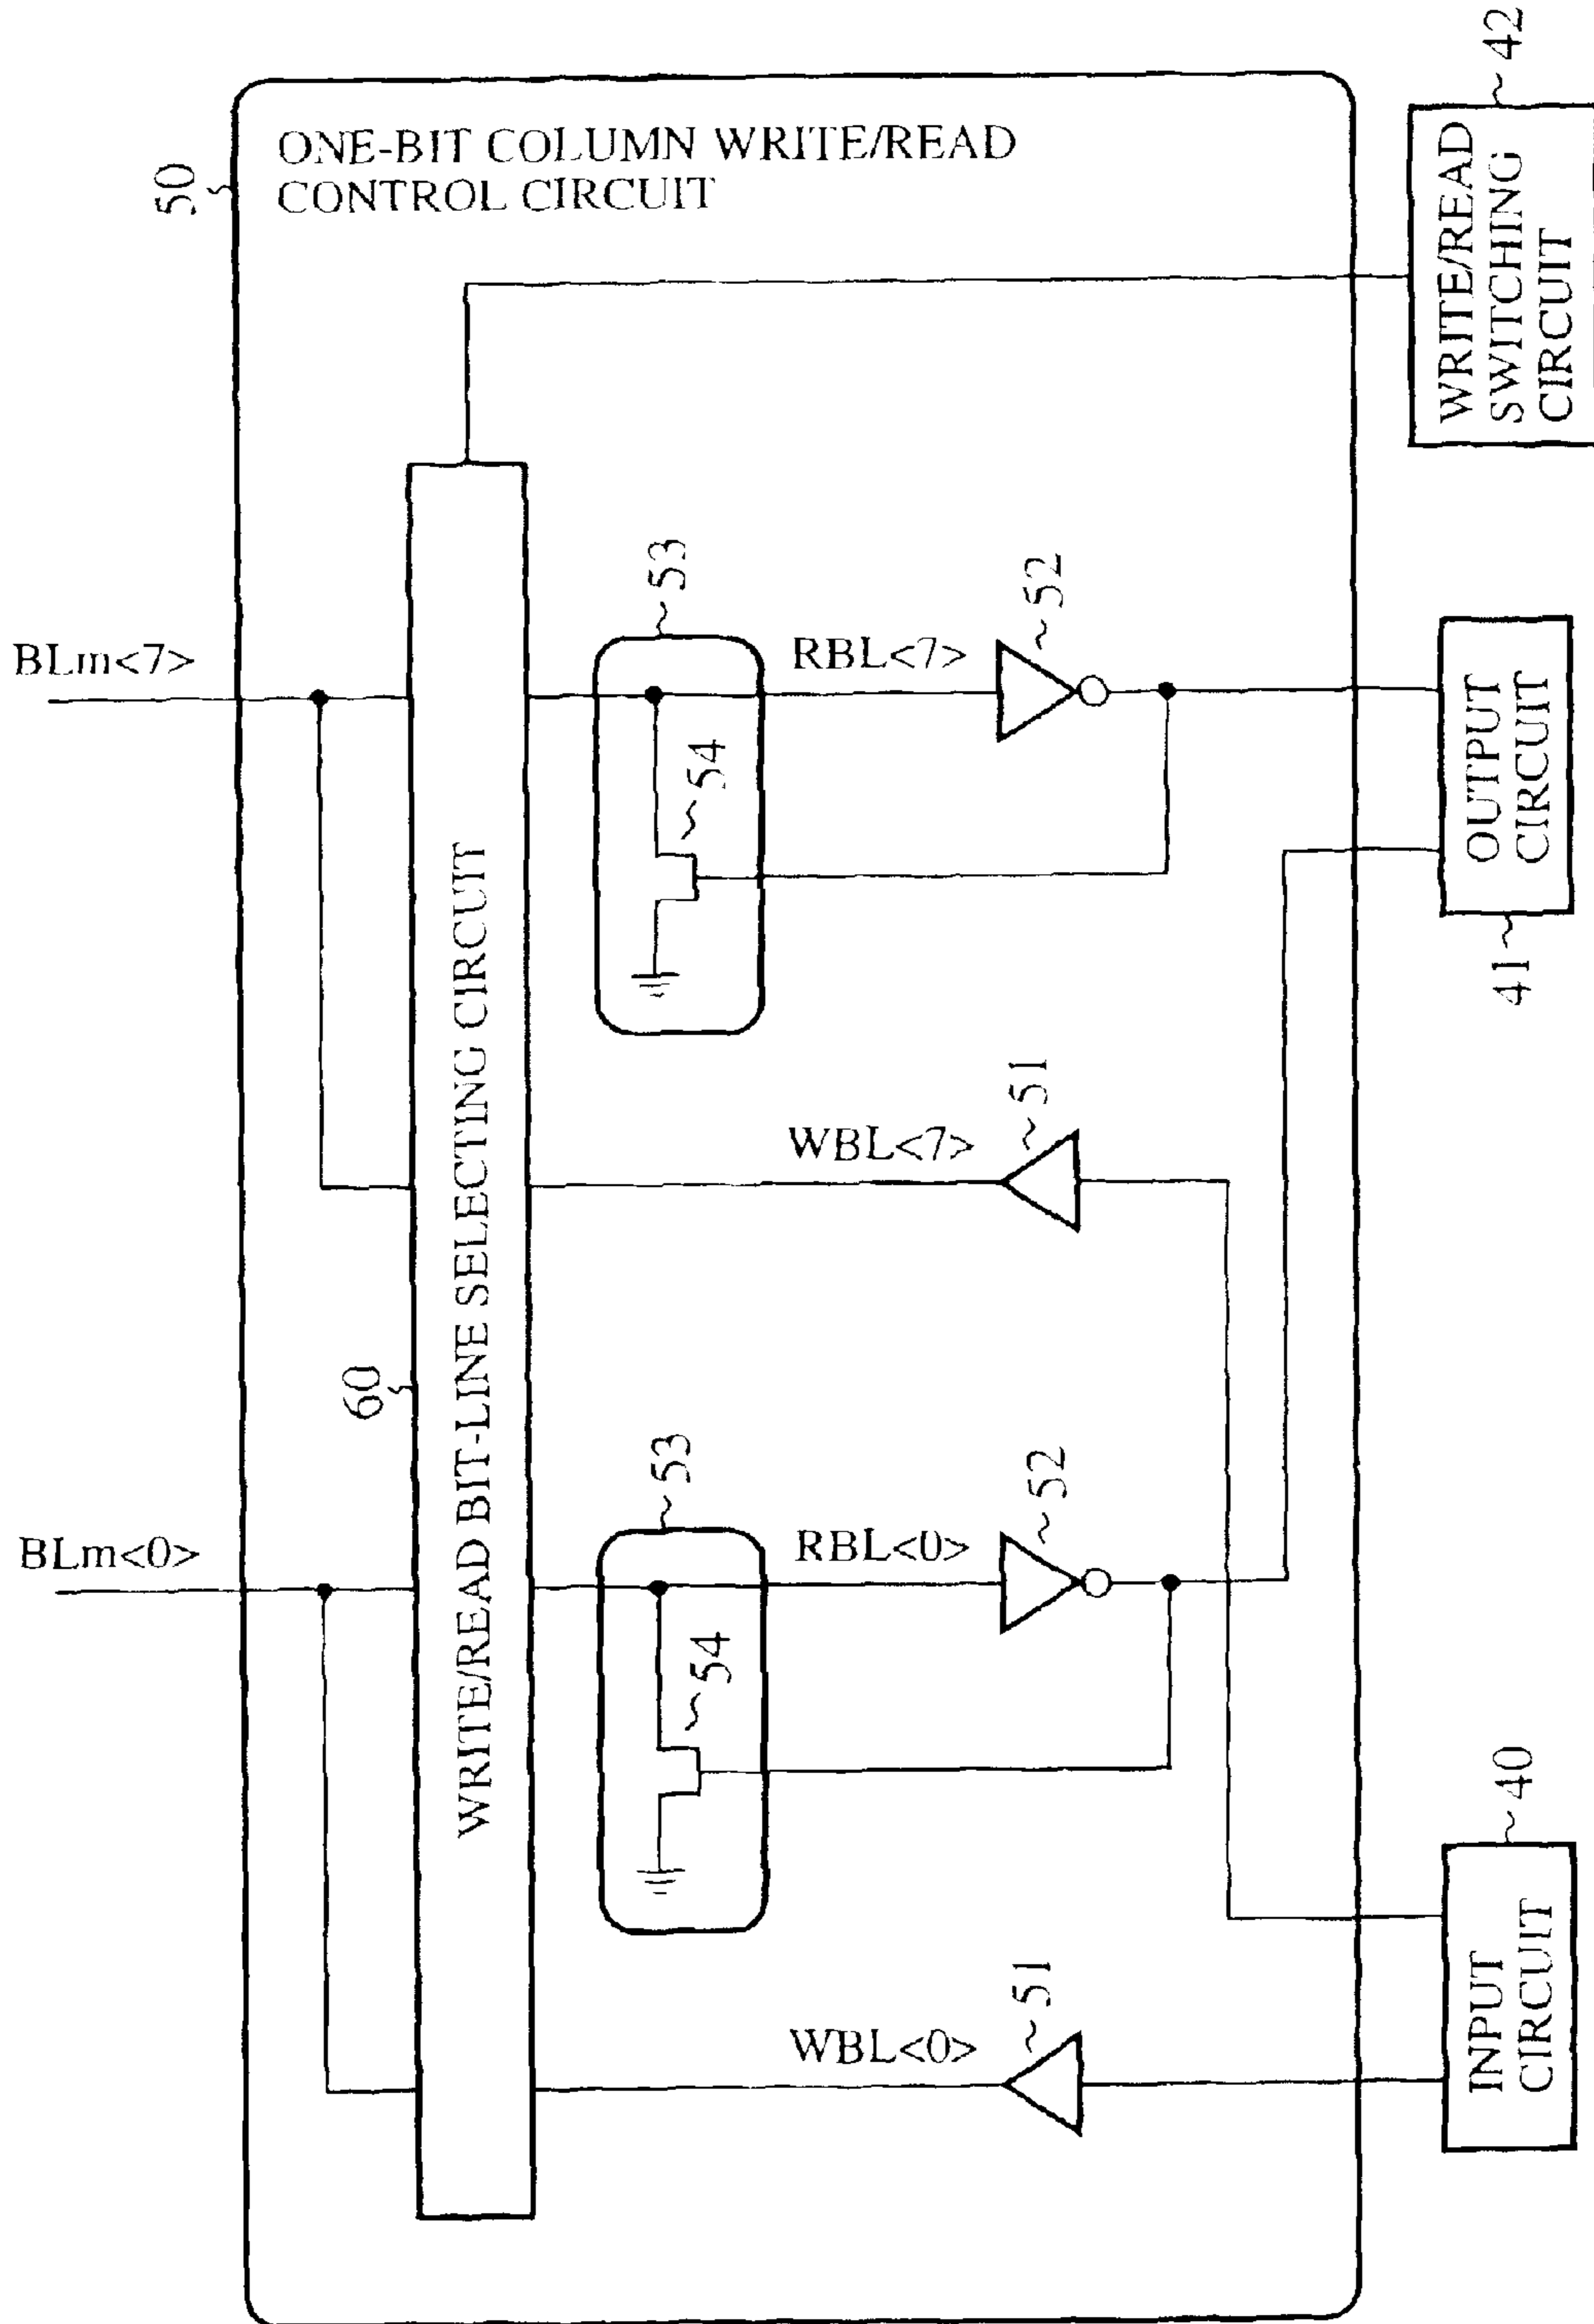 50
ONE-BIT COLUMN WRITE/READ
CONTROL CIRCUIT
BLm<0>
BLm<7>
60
WRITE/READ BIT-LINE SELECTING CIRCUIT
53
53
54
54
WBL<0>
RBL<0>
WBL<7>
RBL<7>
51
52
51
52
INPUT
CIRCUIT
40
41
OUTPUT
CIRCUIT
WRITE/READ
SWITCHING
CIRCUIT
42